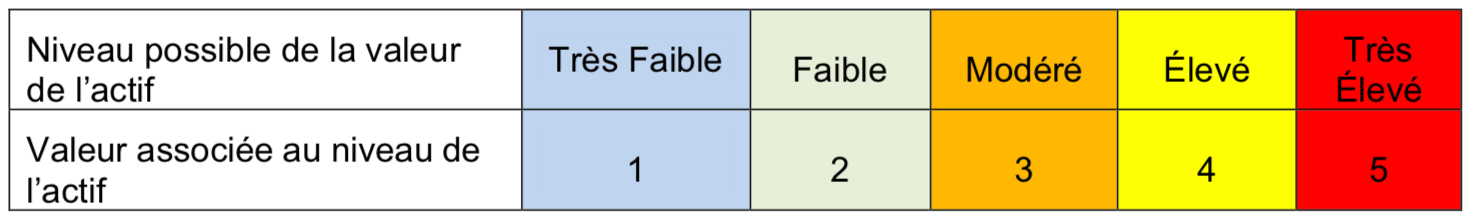 Niveau possible de la valeur
de l'actif
Très Faible
Faible
Modéré
Élevé
Très
Élevé
Valeur associée au niveau de
l'actif
1
2
3
4
5